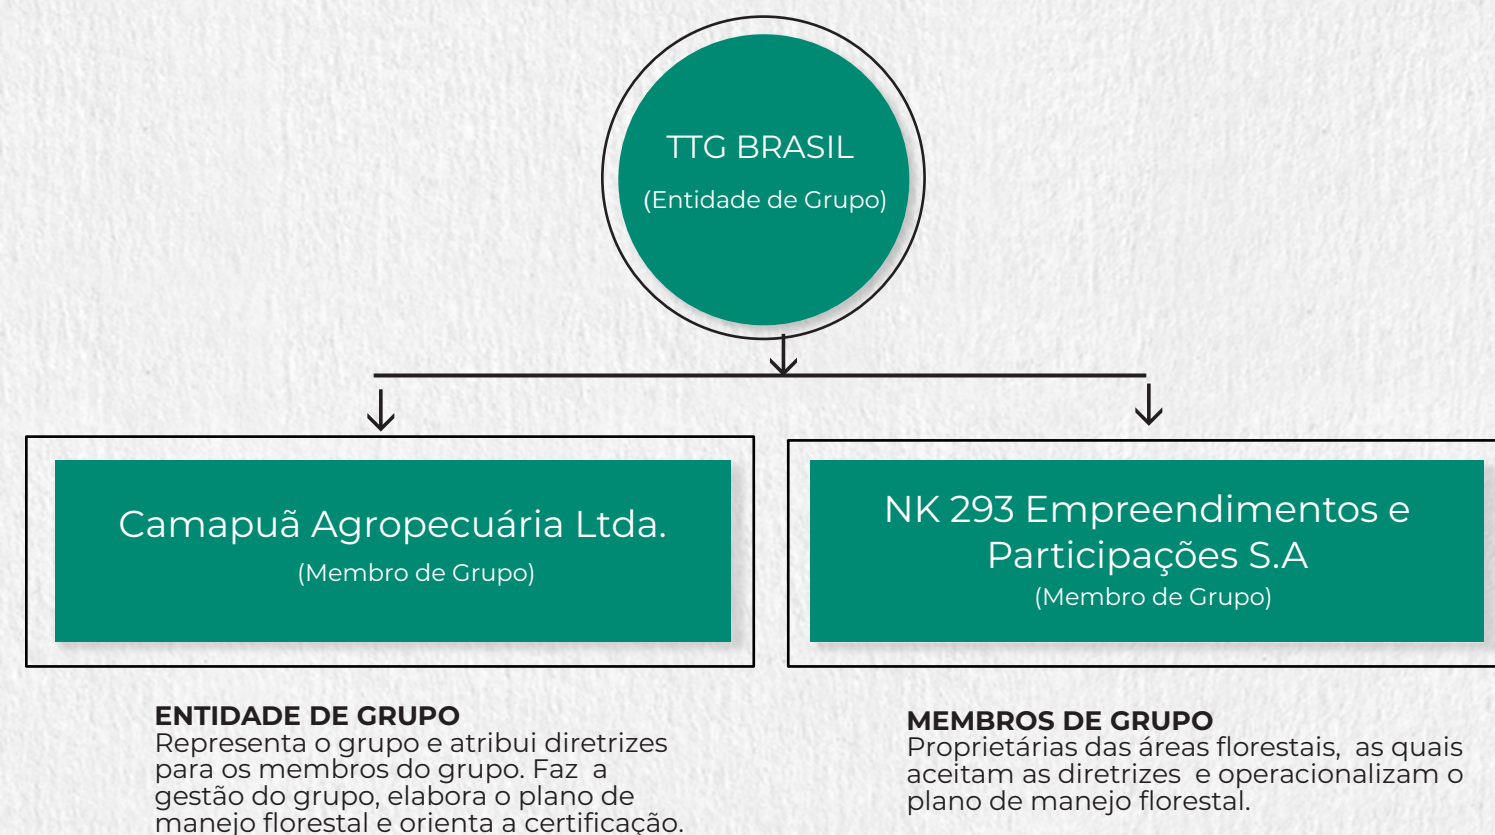 TTG BRASIL
(Entidade de Grupo)
Camapuã Agropecuária Ltda.
(Membro de Grupo)
NK 293 Empreendimentos e
Participações S.A
(Membro de Grupo)
ENTIDADE DE GRUPO
Representa o grupo e atribui diretrizes
para os membros do grupo. Faz a
gestão do grupo, elabora o plano de
manejo florestal e orienta a certificação.
MEMBROS DE GRUPO
Proprietárias das áreas florestais, as quais
aceitam as diretrizes e operacionalizam o
plano de manejo florestal.